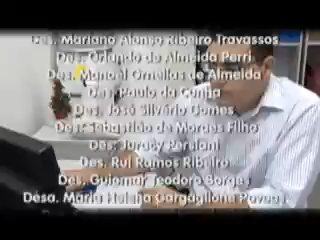 Des. Mariano Alonso Ribeiro Travassos
Des. Orlando de Almeida Perri
Des. Manoel Ornellas de Almeida
Des. Paulo da Cunha
Des. José Silvério Gomes
Des. Sebastião de Moraes Filho
Des. Juracy Persiani
Des. Rui Ramos Ribeiro
Des. Guiomar Teodoro Borges
Désa. Maria Helena Gargaglione Povoas